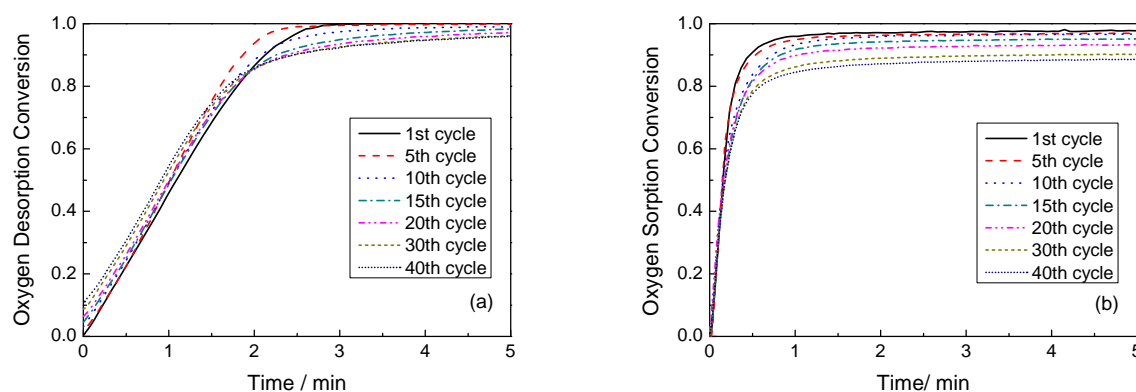 1.0
0.8
0.6
0.4
0.2
0.0
Oxygen Desorption Conversion
1st cycle
5th cycle
10th cycle
15th cycle
20th cycle
30th cycle
40th cycle
(a)
0 1 2 3 4 5
Time / min
1.0
0.8
0.6
0.4
0.2
0.0
Oxygen Sorption Conversion
1st cycle
5th cycle
10th cycle
15th cycle
20th cycle
30th cycle
40th cycle
(b)
0 1 2 3 4 5
Time/ min